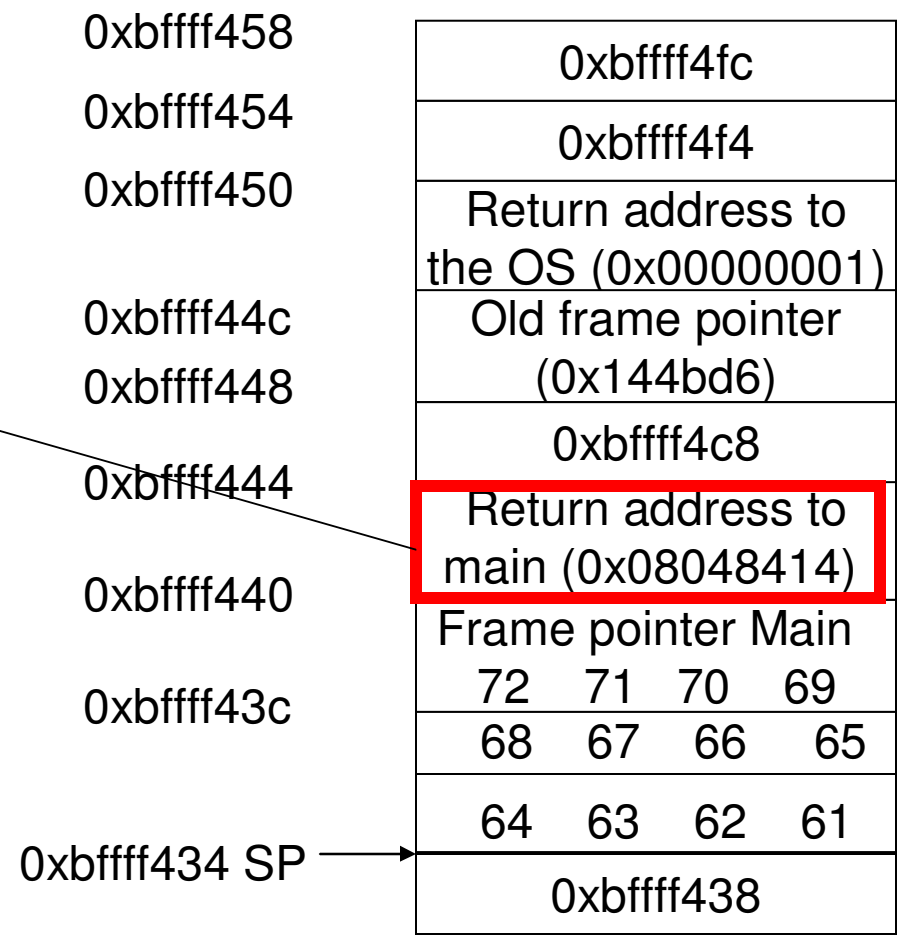 0xbffff458
0xbffff4fc
0xbffff454
0xbffff4f4
0xbffff450
Return address to
the OS (0x00000001)
0xbffff44c
Old frame pointer
(0x144bd6)
0xbffff448
0xbffff4c8
0xbffff444
Return address to
main (0x08048414)
0xbffff440
Frame pointer Main
72 71 70 69
0xbffff43c
68 67 66 65
64 63 62 61
0xbffff434 SP
0xbffff438